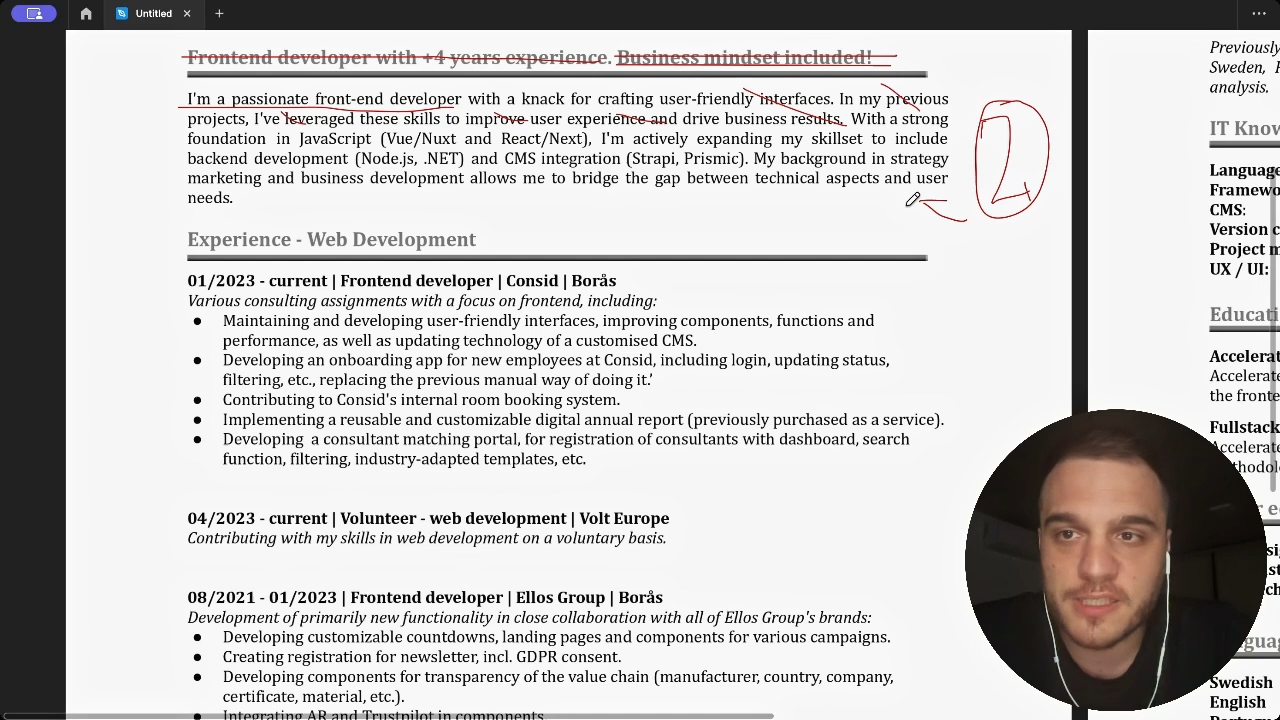 Untitled
Frontend developer with +4 years experience. Business mindset included!
I'm a passionate front-end developer with a knack for crafting user-friendly interfaces. In my previous
projects, I've leveraged these skills to improve user experience and drive business results. With a strong
foundation in JavaScript (Vue/Nuxt and React/Next), I'm actively expanding my skillset to include
backend development (Node.js, .NET) and CMS integration (Strapi, Prismic). My background in strategy
marketing and business development allows me to bridge the gap between technical aspects and user
needs.
2
Experience - Web Development
01/2023 - current | Frontend developer | Consid | Borås
Various consulting assignments with a focus on frontend, including:
● Maintaining and developing user-friendly interfaces, improving components, functions and
performance, as well as updating technology of a customised CMS.
● Developing an onboarding app for new employees at Consid, including login, updating status,
filtering, etc., replacing the previous manual way of doing it.’
● Contributing to Consid's internal room booking system.
● Implementing a reusable and customizable digital annual report (previously purchased as a service).
● Developing a consultant matching portal, for registration of consultants with dashboard, search
function, filtering, industry-adapted templates, etc.
04/2023 - current | Volunteer - web development | Volt Europe
Contributing with my skills in web development on a voluntary basis.
08/2021 - 01/2023 | Frontend developer | Ellos Group | Borås
Development of primarily new functionality in close collaboration with all of Ellos Group's brands:
● Developing customizable countdowns, landing pages and components for various campaigns.
● Creating registration for newsletter, incl. GDPR consent.
● Developing components for transparency of the value chain (manufacturer, country, company,
certificate, material, etc.).
● Integrating AR and Trustpilot in components
Previously
Sweden,
analysis.
IT
Language
CMS:
Version
Project
UX / UI:
the
Fullstack
Swedish
English